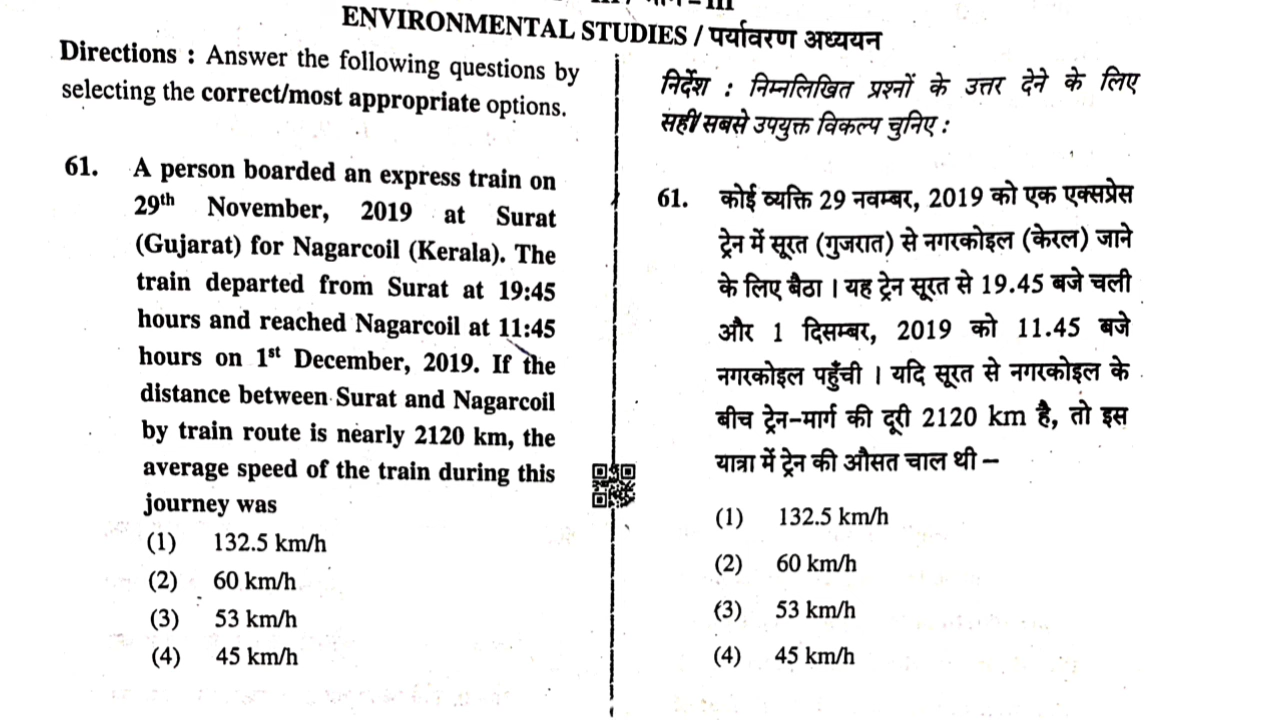 ENVIRONMENTAL STUDIES / पर्यावरण अध्ययन
Directions : Answer the following questions by
selecting the correct/most appropriate options.
61. A person boarded an express train on
29th November, 2019 at Surat
(Gujarat) for Nagarcoil (Kerala). The
train departed from Surat at 19:45
hours and reached Nagarcoil at 11:45
hours on 1st December, 2019. If the
distance between Surat and Nagarcoil
by train route is nearly 2120 km, the
average speed of the train during this
journey was
(1) 132.5 km/h
(2) 60 km/h
(3) 53 km/h
(4) 45 km/h
निर्देश : निम्नलिखित प्रश्नों के उत्तर देने के लिए
सही/सबसे उपयुक्त विकल्प चुनिए :
61. कोई व्यक्ति 29 नवम्बर, 2019 को एक एक्सप्रेस
ट्रेन में सूरत (गुजरात) से नगरकोइल (केरल) जाने
के लिए बैठा । यह ट्रेन सूरत से 19.45 बजे चली
और 1 दिसम्बर, 2019 को 11.45 बजे
नगरकोइल पहुँची । यदि सूरत से नगरकोइल के
बीच ट्रेन-मार्ग की दूरी 2120 km है, तो इस
यात्रा में ट्रेन की औसत चाल थी –
(1) 132.5 km/h
(2) 60 km/h
(3) 53 km/h
(4) 45 km/h